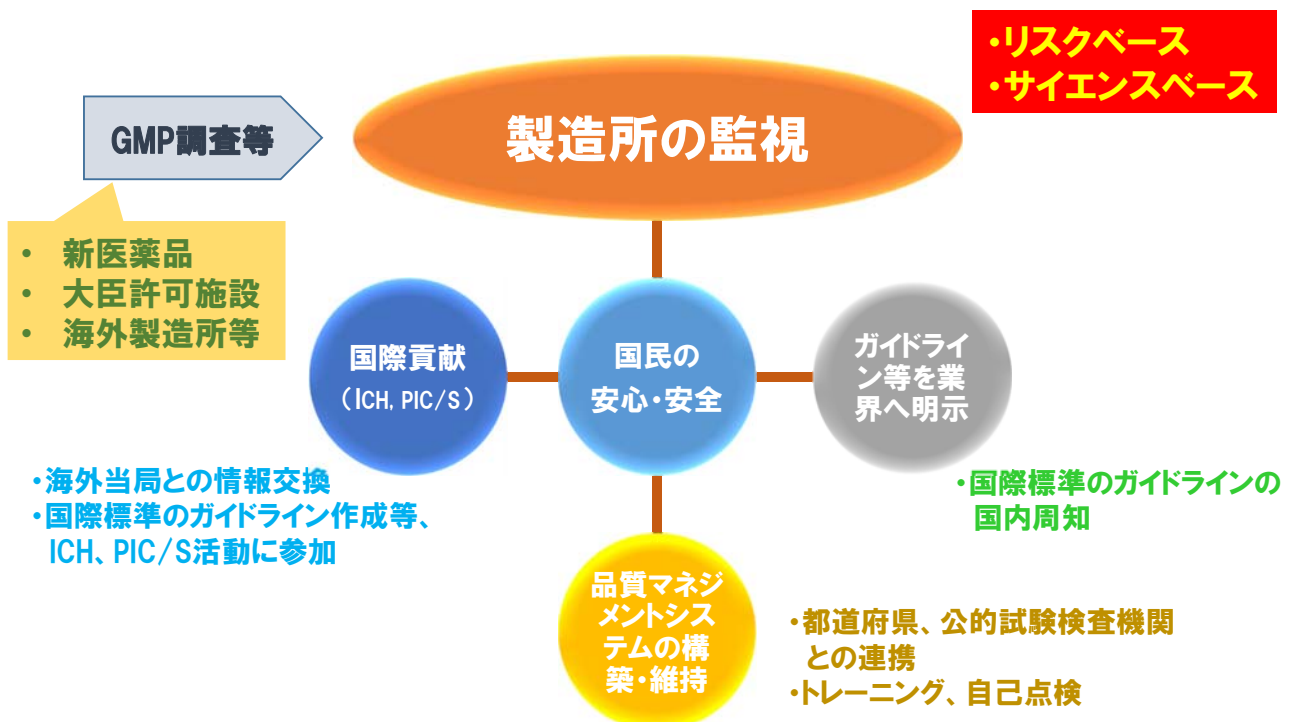 ・リスクベース
・サイエンスベース
GMP調査等
製造所の監視
• 新医薬品
• 大臣許可施設
• 海外製造所等
国際貢献
(ICH, PIC/S)
国民の
安心・安全
ガイドライ
ン等を業
界へ明示
・海外当局との情報交換
・国際標準のガイドライン作成等、
ICH、PIC/S活動に参加
・国際標準のガイドラインの
国内周知
品質マネジ
メントシス
テムの構
築・維持
・都道府県、公的試験検査機関
との連携
・トレーニング、自己点検